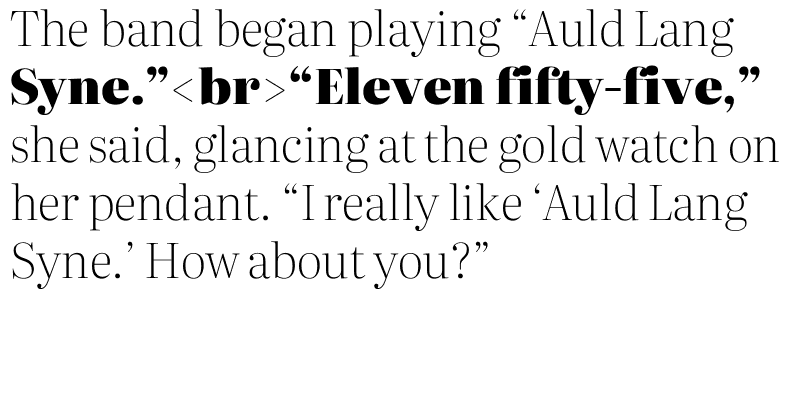 The band began playing “Auld Lang
Syne.”<br>“Eleven fifty-five,”
she said, glancing at the gold watch on
her pendant. “I really like ‘Auld Lang
Syne.’ How about you?”